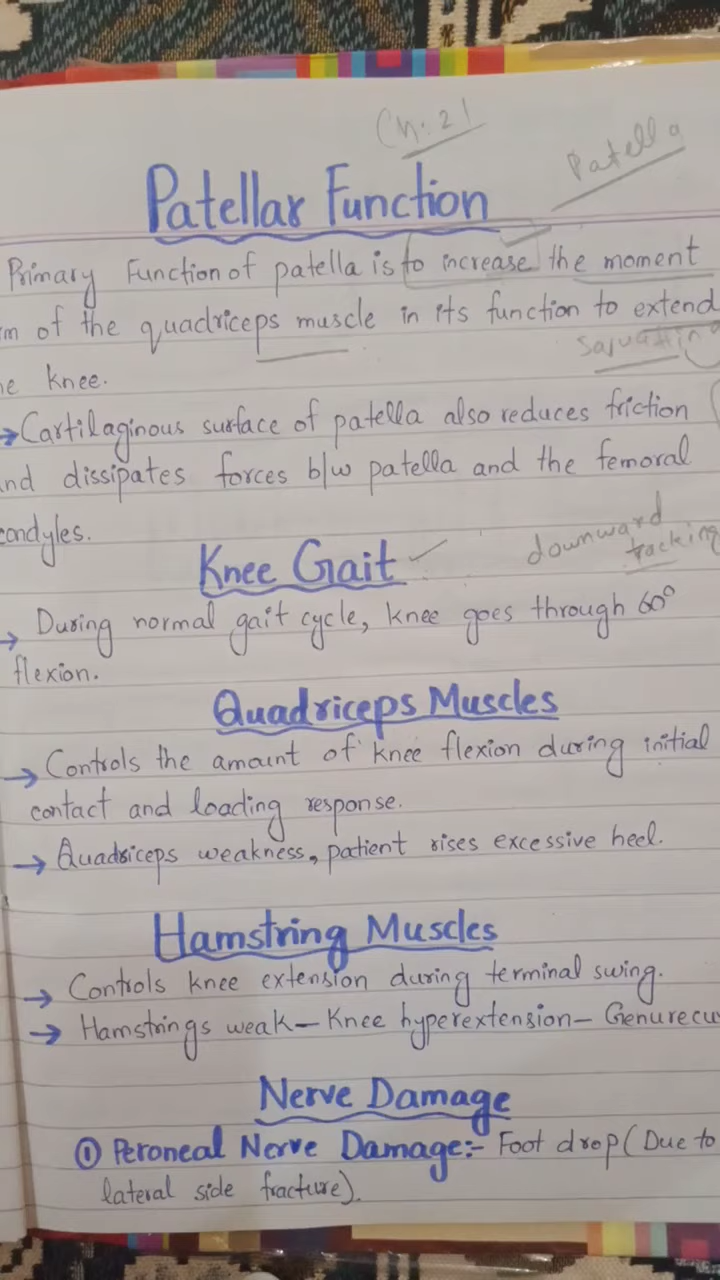 Ch: 21
Patella
Patellar Function
Primary Function of patella is to increase the moment
m of the quadriceps muscle in its function to extend
e knee.
→ Cartilaginous surface of patella also reduces friction
nd dissipates forces b/w patella and the femoral
condyles.
downward
tracking
Knee Gait
→ During normal gait cycle, knee goes through 60°
flexion.
Quadriceps Muscles
→ Controls the amount of knee flexion during initial
contact and loading response.
→ Quadriceps weakness, patient rises excessive heel.
Hamstring Muscles
→ Controls knee extension during terminal swing.
→ Hamstrings weak – Knee hyperextension – Genurecu
Nerve Damage
① Peroneal Nerve Damage:- Foot drop (Due to
lateral side fracture).